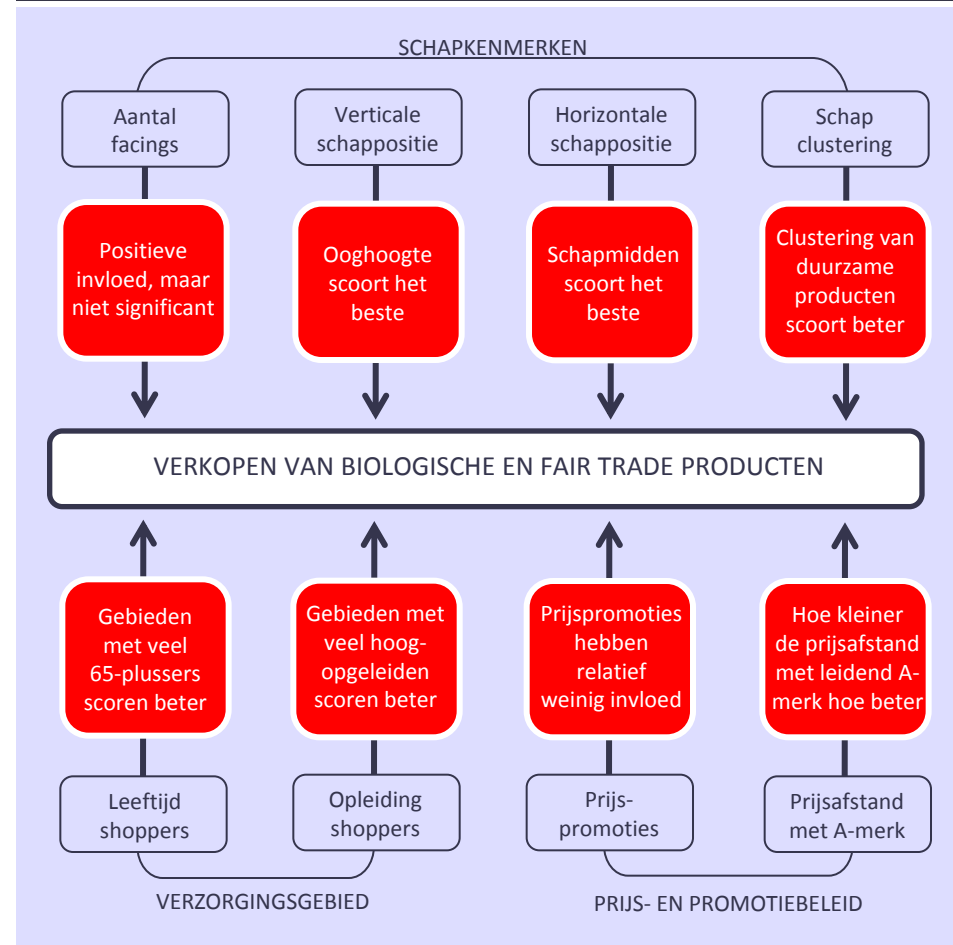 SCHAPKENMERKEN
Aantal
facings
Verticale
schappositie
Horizontale
schappositie
Schap
clustering
Positieve
invloed, maar
niet significant
Ooghoogte
scoort het
beste
Schapmidden
scoort het
beste
Clustering van
duurzame
producten
scoort beter
VERKOPEN VAN BIOLOGISCHE EN FAIR TRADE PRODUCTEN
Gebieden
met veel
65-plussers
scoren beter
Gebieden met
veel hoog-
opgeleiden
scoren beter
Prijspromoties
hebben
relatief
weinig invloed
Hoe kleiner
de prijsafstand
met leidend A-
merk hoe beter
Leeftijd
shoppers
Opleiding
shoppers
Prijs-
promoties
Prijsafstand
met A-merk
VERZORGINGSGEBIED
PRIJS- EN PROMOTIEBELEID